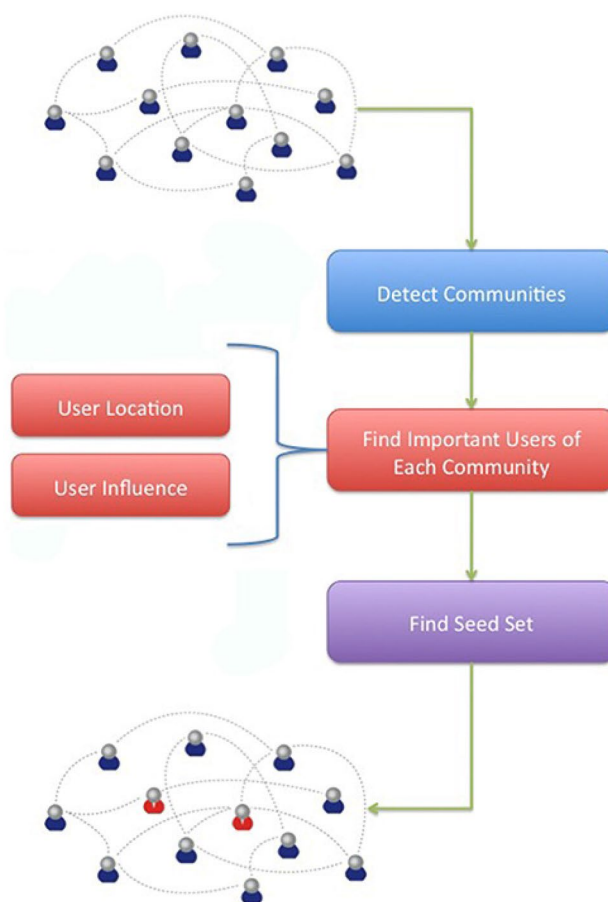 Detect Communities
User Location
User Influence
Find Important Users of
Each Community
Find Seed Set